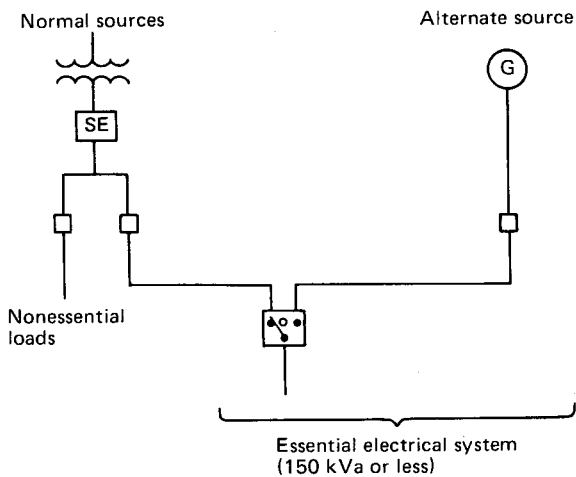 Normal sources
Alternate source
G
SE
Nonessential
loads
Essential electrical system
(150 kVa or less)